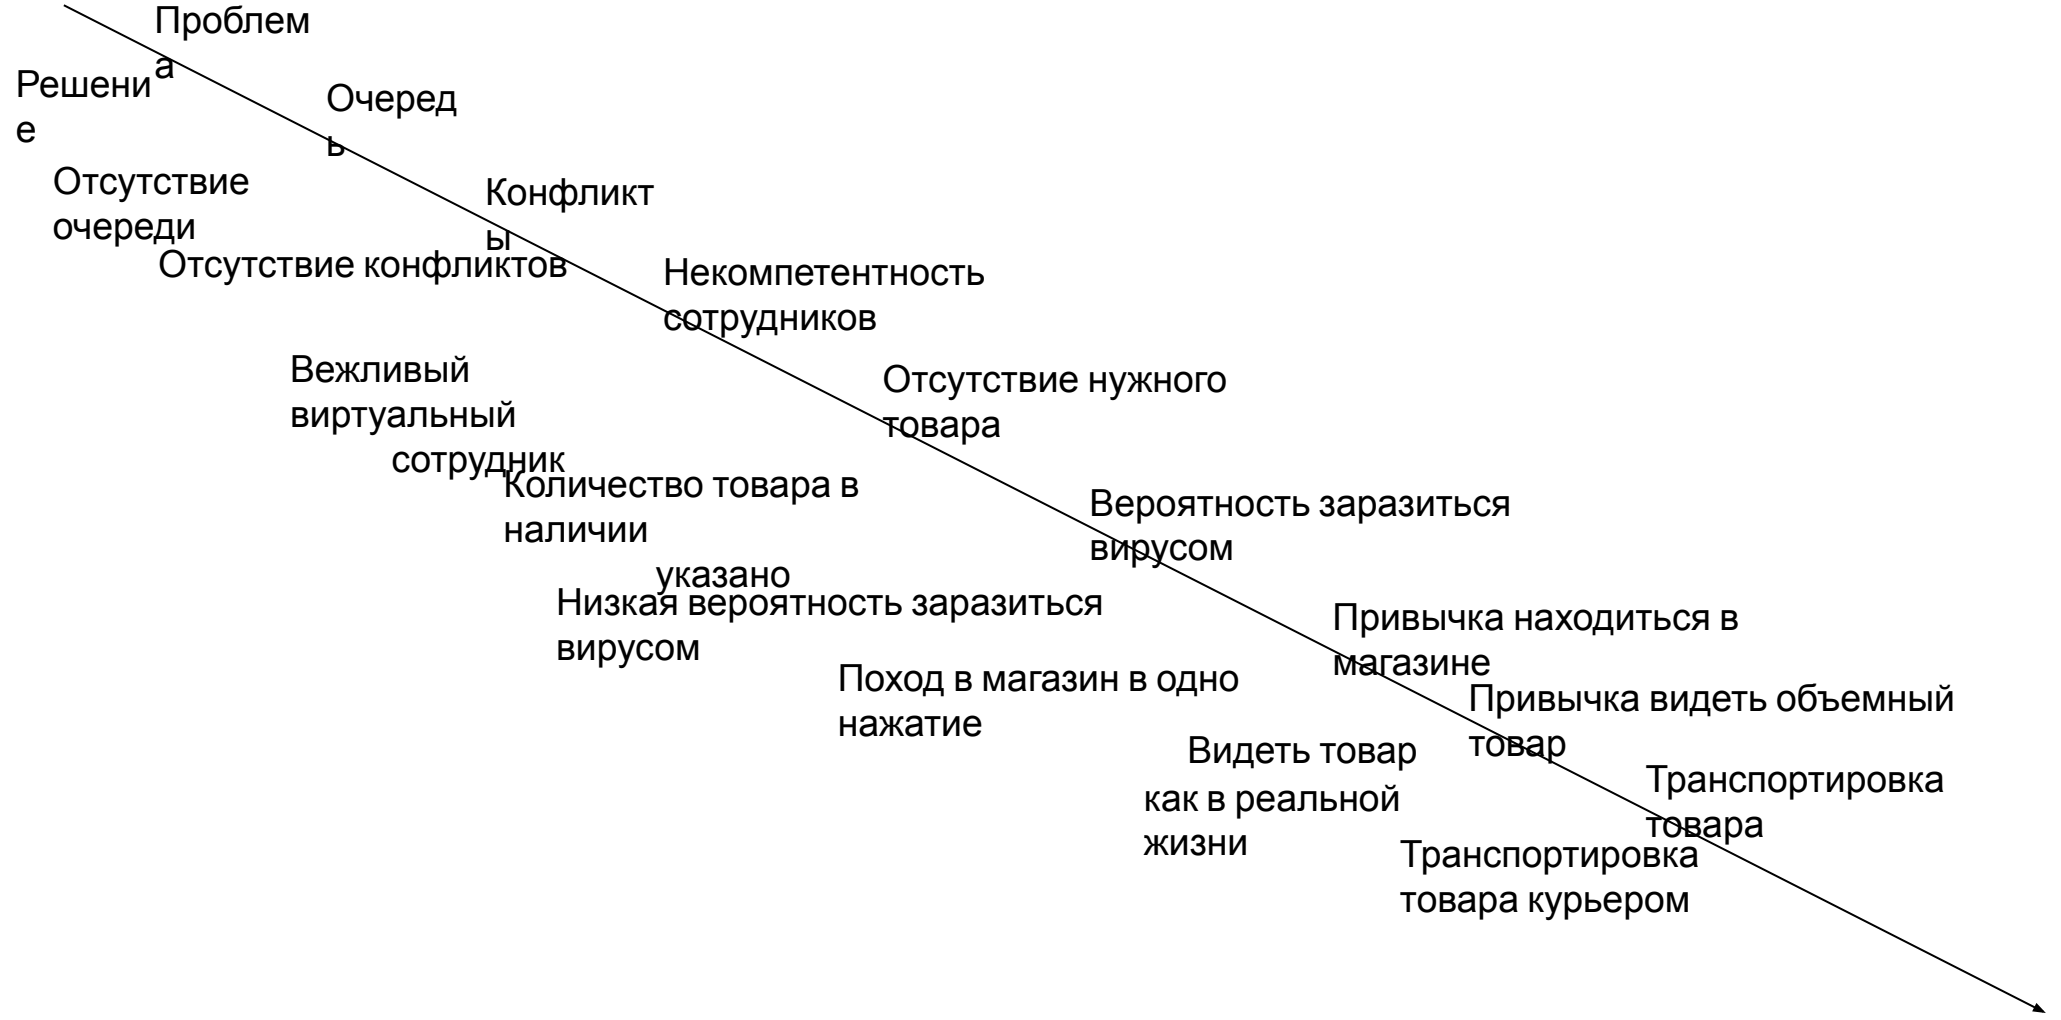 Проблем
а
Решени
е
Очеред
ь
Отсутствие
очереди
Конфликт
ы
Отсутствие конфликтов
Некомпетентность
сотрудников
Вежливый
виртуальный
сотрудник
Отсутствие нужного
товара
Количество товара в
наличии
указано
Вероятность заразиться
вирусом
Низкая вероятность заразиться
вирусом
Привычка находиться в
магазине
Поход в магазин в одно
нажатие
Привычка видеть объемный
товар
Видеть товар
как в реальной
жизни
Транспортировка
товара
Транспортировка
товара курьером